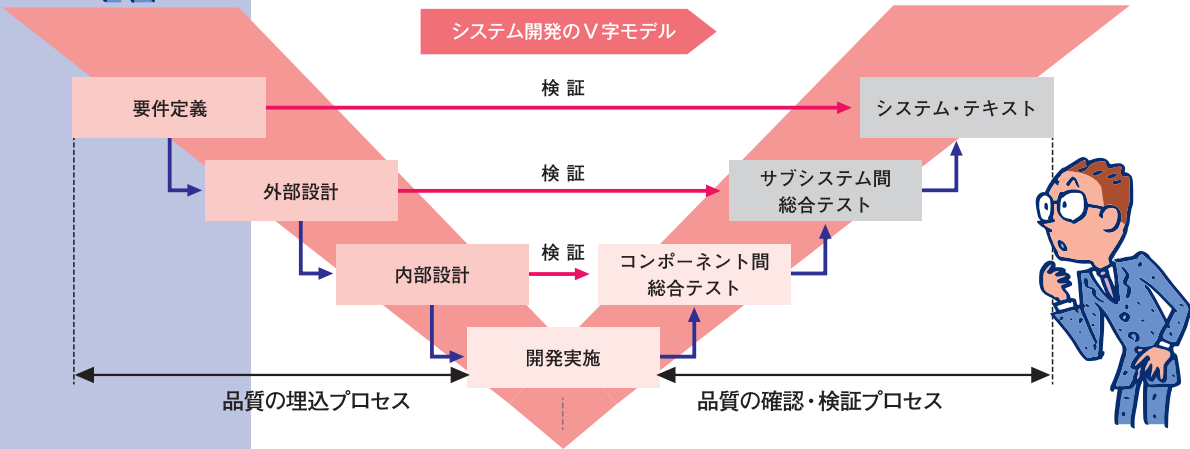 システム開発のV字モデル
検証
要件定義
システム・テキスト
検証
外部設計
サブシステム間
総合テスト
検証
内部設計
コンポーネント間
総合テスト
開発実施
品質の埋込プロセス
品質の確認・検証プロセス